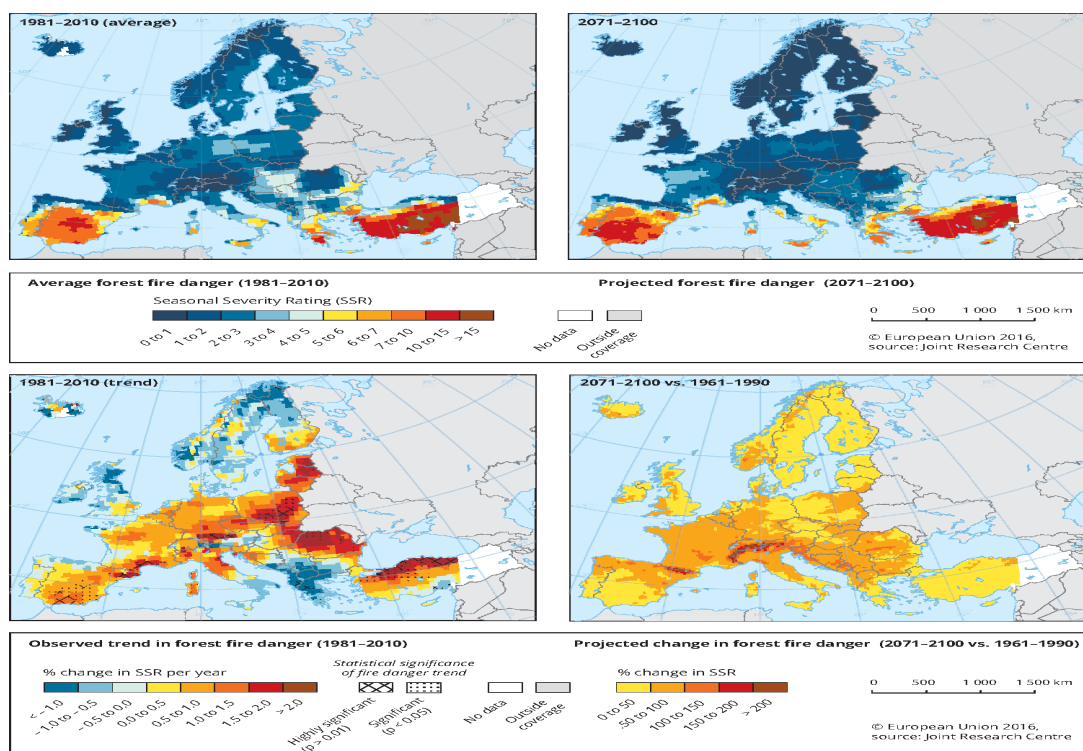 1981–2010 (average)
2071–2100
Average forest fire danger (1981–2010)
Projected forest fire danger (2071–2100)
Seasonal Severity Rating (SSR)
0 to 1
1 to 2
2 to 3
3 to 4
4 to 5
5 to 6
6 to 7
7 to 10
10 to 15
> 15
No data
Outside
coverage
0 500 1 000 1 500 km
© European Union 2016,
source: Joint Research Centre
1981–2010 (trend)
2071–2100 vs. 1961–1990
Observed trend in forest fire danger (1981–2010)
Projected change in forest fire danger (2071–2100 vs. 1961–1990)
% change in SSR per year
< – 1.0
– 1.0 to – 0.5
– 0.5 to 0.0
0.0 to 0.5
0.5 to 1.0
1.0 to 1.5
1.5 to 2.0
> 2.0
Statistical significance
of fire danger trend
Highly significant
(p > 0.01)
Significant
(p < 0.05)
No data
Outside
coverage
% change in SSR
0 to 50
50 to 100
100 to 150
150 to 200
> 200
0 500 1 000 1 500 km
© European Union 2016,
source: Joint Research Centre